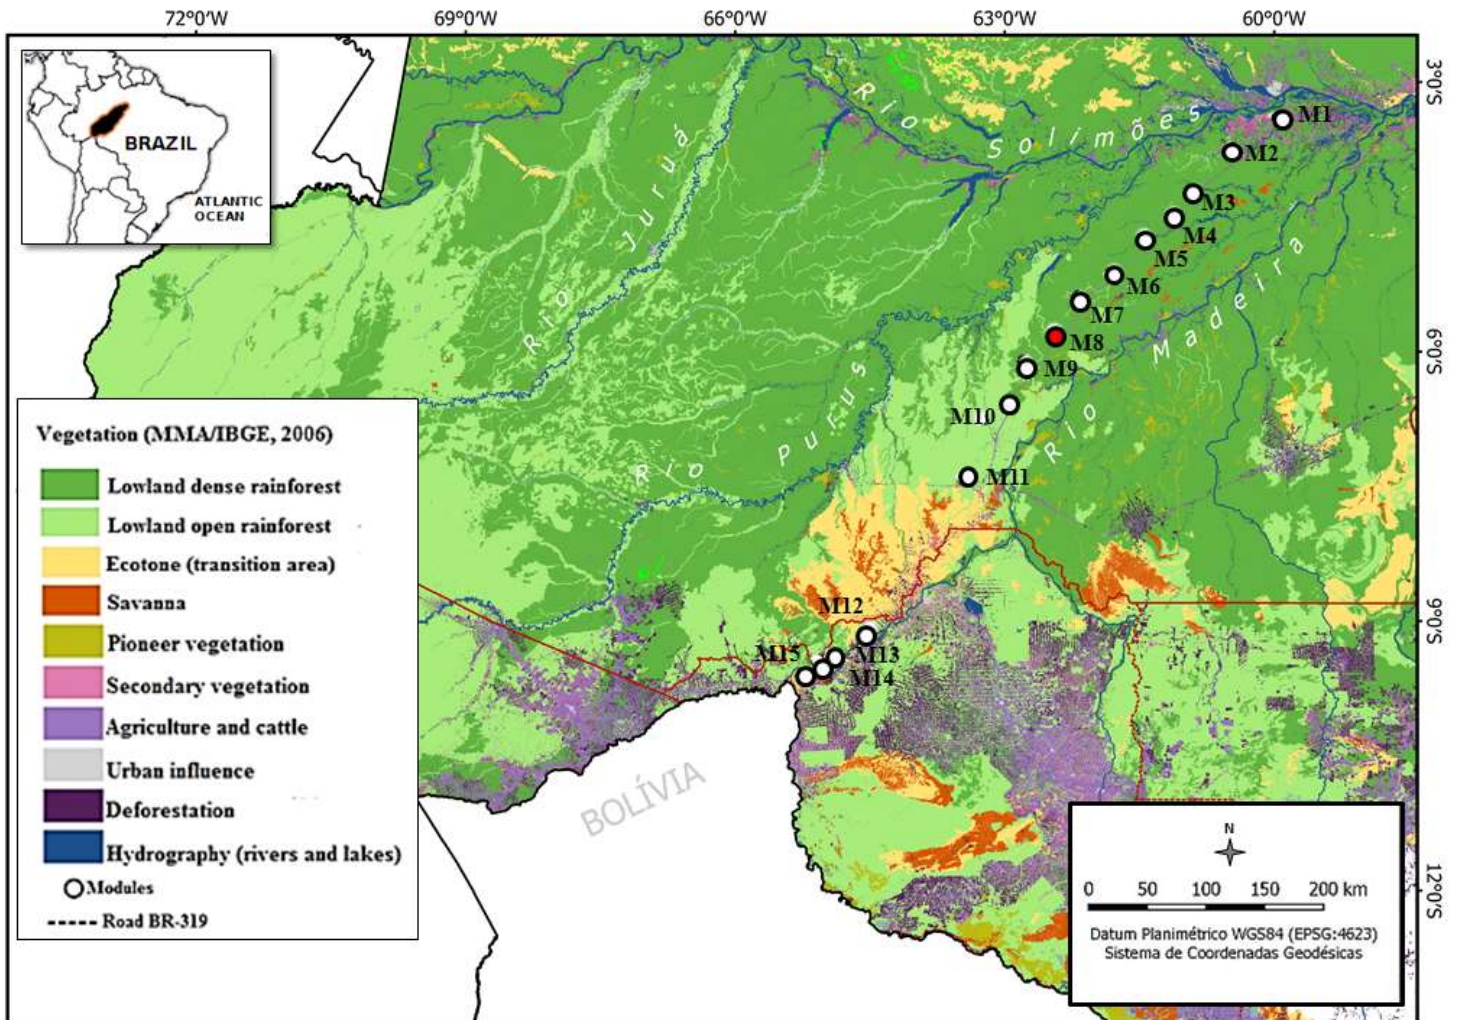 72°0'W 69°0'W 66°0'W 63°0'W 60°0'W
3°0'S
6°0'S
9°0'S
12°0'S
BRAZIL
ATLANTIC
OCEAN
Rio Solimões
Rio Juruá
Rio Purus
Rio Madeira
M1
M2
M3
M4
M5
M6
M7
M8
M9
M10
M11
M12
M13
M15
M14
BOLÍVIA
Vegetation (MMA/IBGE, 2006)
Lowland dense rainforest
Lowland open rainforest
Ecotone (transition area)
Savanna
Pioneer vegetation
Secondary vegetation
Agriculture and cattle
Urban influence
Deforestation
Hydrography (rivers and lakes)
Modules
Road BR-319
N
0 50 100 150 200 km
Datum Planimétrico WGS84 (EPSG:4623)
Sistema de Coordenadas Geodésicas